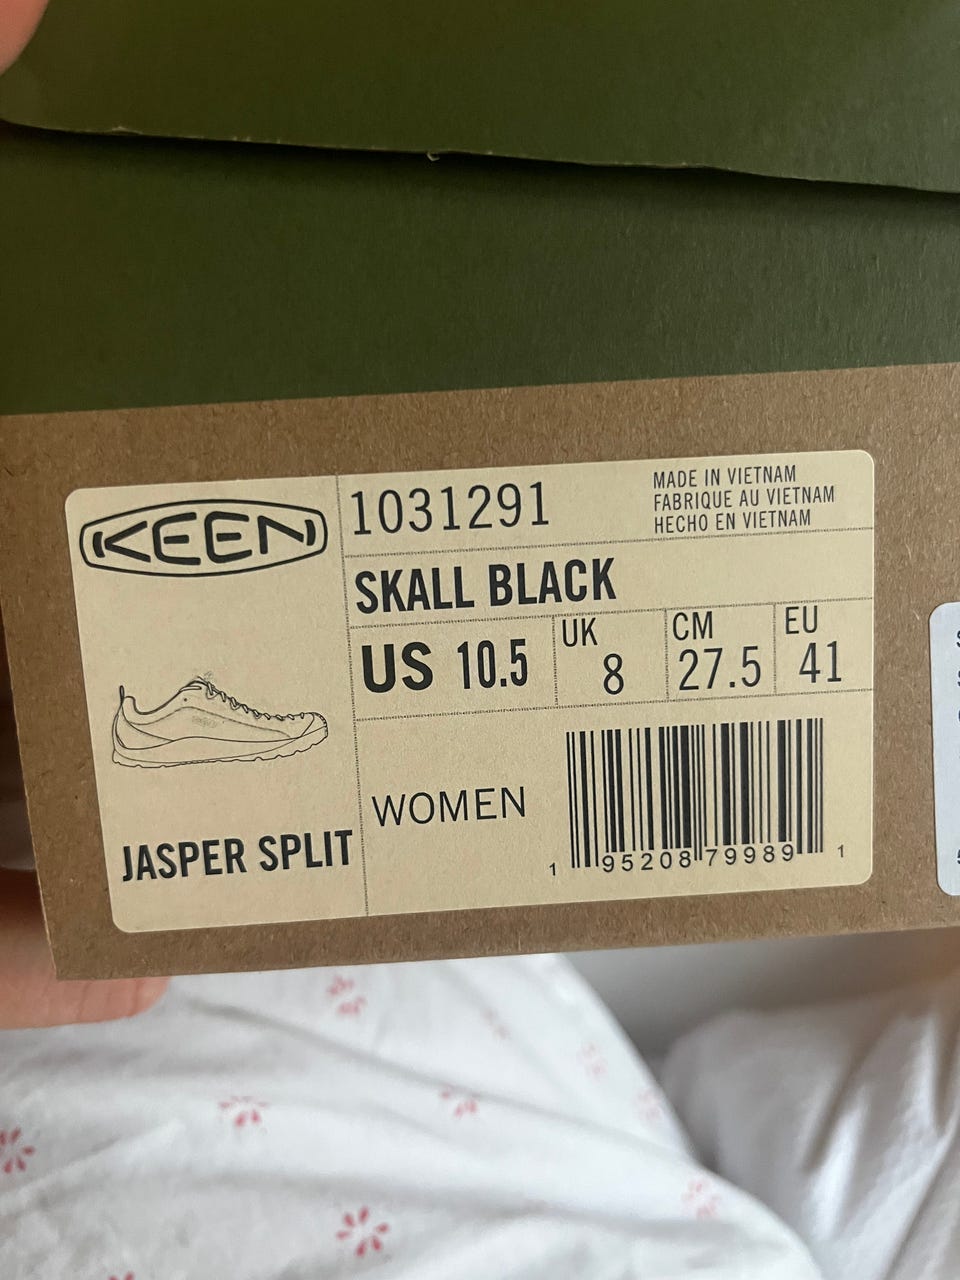 KEEN
1031291
MADE IN VIETNAM
FABRIQUE AU VIETNAM
HECHO EN VIETNAM
SKALL BLACK
US 10.5
UK 8
CM 27.5
EU 41
JASPER SPLIT
WOMEN
1 95208 79989 1